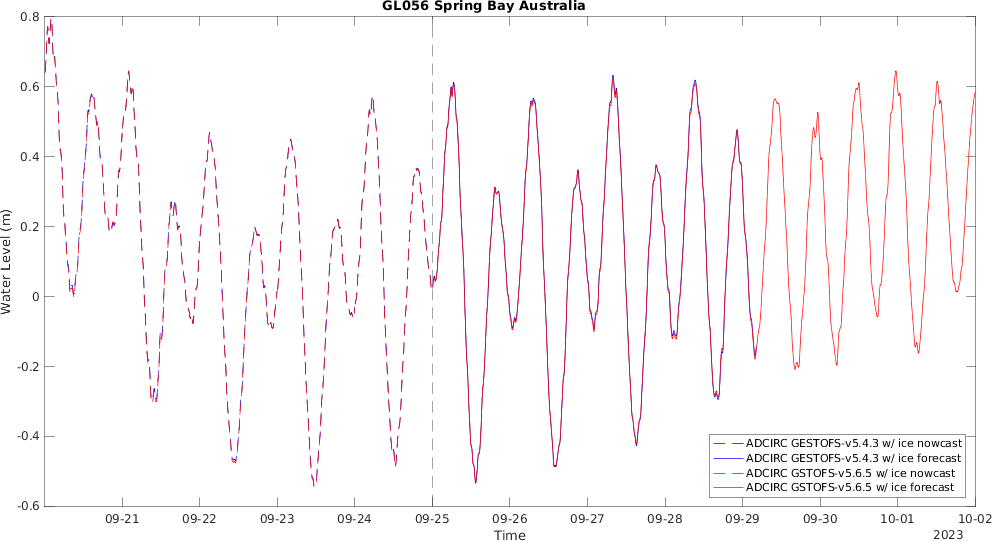 GL056 Spring Bay Australia
Water Level (m)
0.8
0.6
0.4
0.2
0
-0.2
-0.4
-0.6
ADCIRC GESTOFS-v5.4.3 w/ ice nowcast
ADCIRC GESTOFS-v5.4.3 w/ ice forecast
ADCIRC GSTOFS-v5.6.5 w/ ice nowcast
ADCIRC GSTOFS-v5.6.5 w/ ice forecast
09-21 09-22 09-23 09-24 09-25 09-26 09-27 09-28 09-29 09-30 10-01 10-02
Time
2023